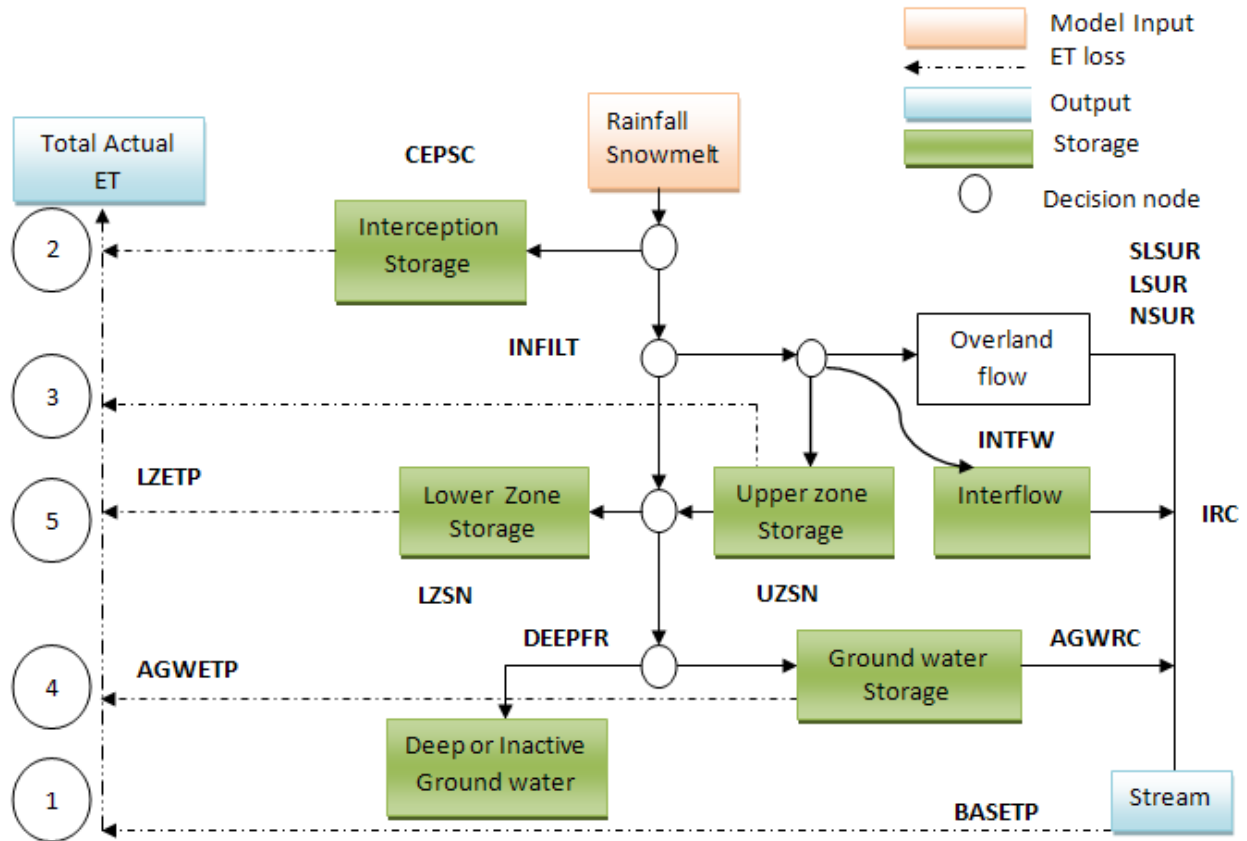 Model Input
ET loss
Output
Storage
Decision node
Total Actual
ET
CEPSC
Rainfall
Snowmelt
2
Interception
Storage
SLSUR
LSUR
NSUR
INFILT
Overland
flow
3
INTFW
LZETP
5
Lower Zone
Storage
Upper zone
Storage
Interflow
IRC
LZSN
UZSN
DEEPFR
AGWETP
4
Ground water
Storage
AGWRC
Deep or Inactive
Ground water
1
BASETP
Stream